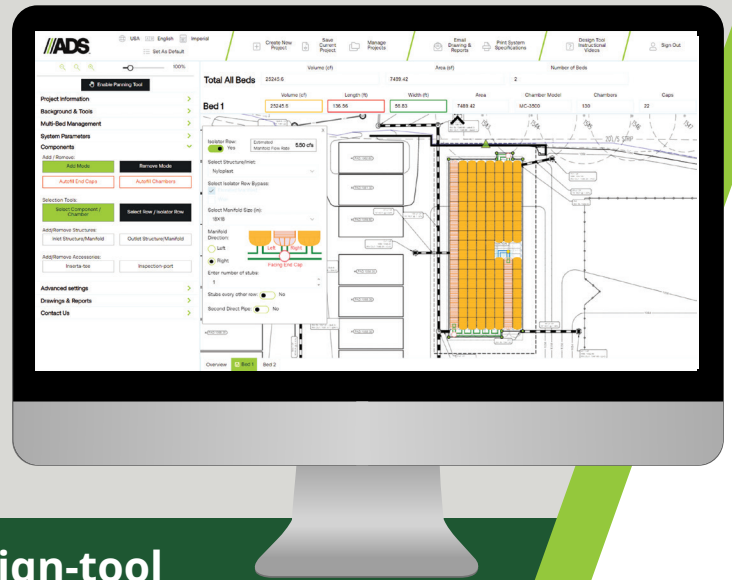 ADS
USA English Imperial
Set As Default
Create New Project
Save Current Project
Manage Projects
Email Drawing & Reports
Print System Specifications
Design Tool Instructional Videos
Sign Out
100%
Enable Panning Tool
Project Information
Background & Tools
Multi-Bed Management
System Parameters
Components
Add / Remove:
Add Mode Remove Mode
Autofill End Caps Autofill Chambers
Selection Tools:
Select Component / Chamber
Select Row / Isolator Row
Add/Remove Structures:
Inlet Structure/Manifold Outlet Structure/Manifold
Add/Remove Accessories:
Inserta-tee Inspection-port
Advanced settings
Drawings & Reports
Contact Us
Volume (cf) Area (sf) Number of Beds
Total All Beds 23245.6 7489.42 2
Volume (cf) Length (ft) Width (ft) Area Chamber Model Chambers Caps
Bed 1 23245.6 136.56 56.83 7489.42 MC-3500 130 22
Isolator Row:
Yes
Estimated Manifold Flow Rate 5.50 cfs
Select Structure/Inlet:
Nyloplast
Select Isolator Row Bypass:
Select Manifold Size (in):
18X18
Manifold Direction:
Left
Right
Left Right
Facing End Cap
Enter number of stubs:
1
Stubs every other row: No
Second Direct Pipe: No
Overview Bed 1 Bed 2
ign-tool